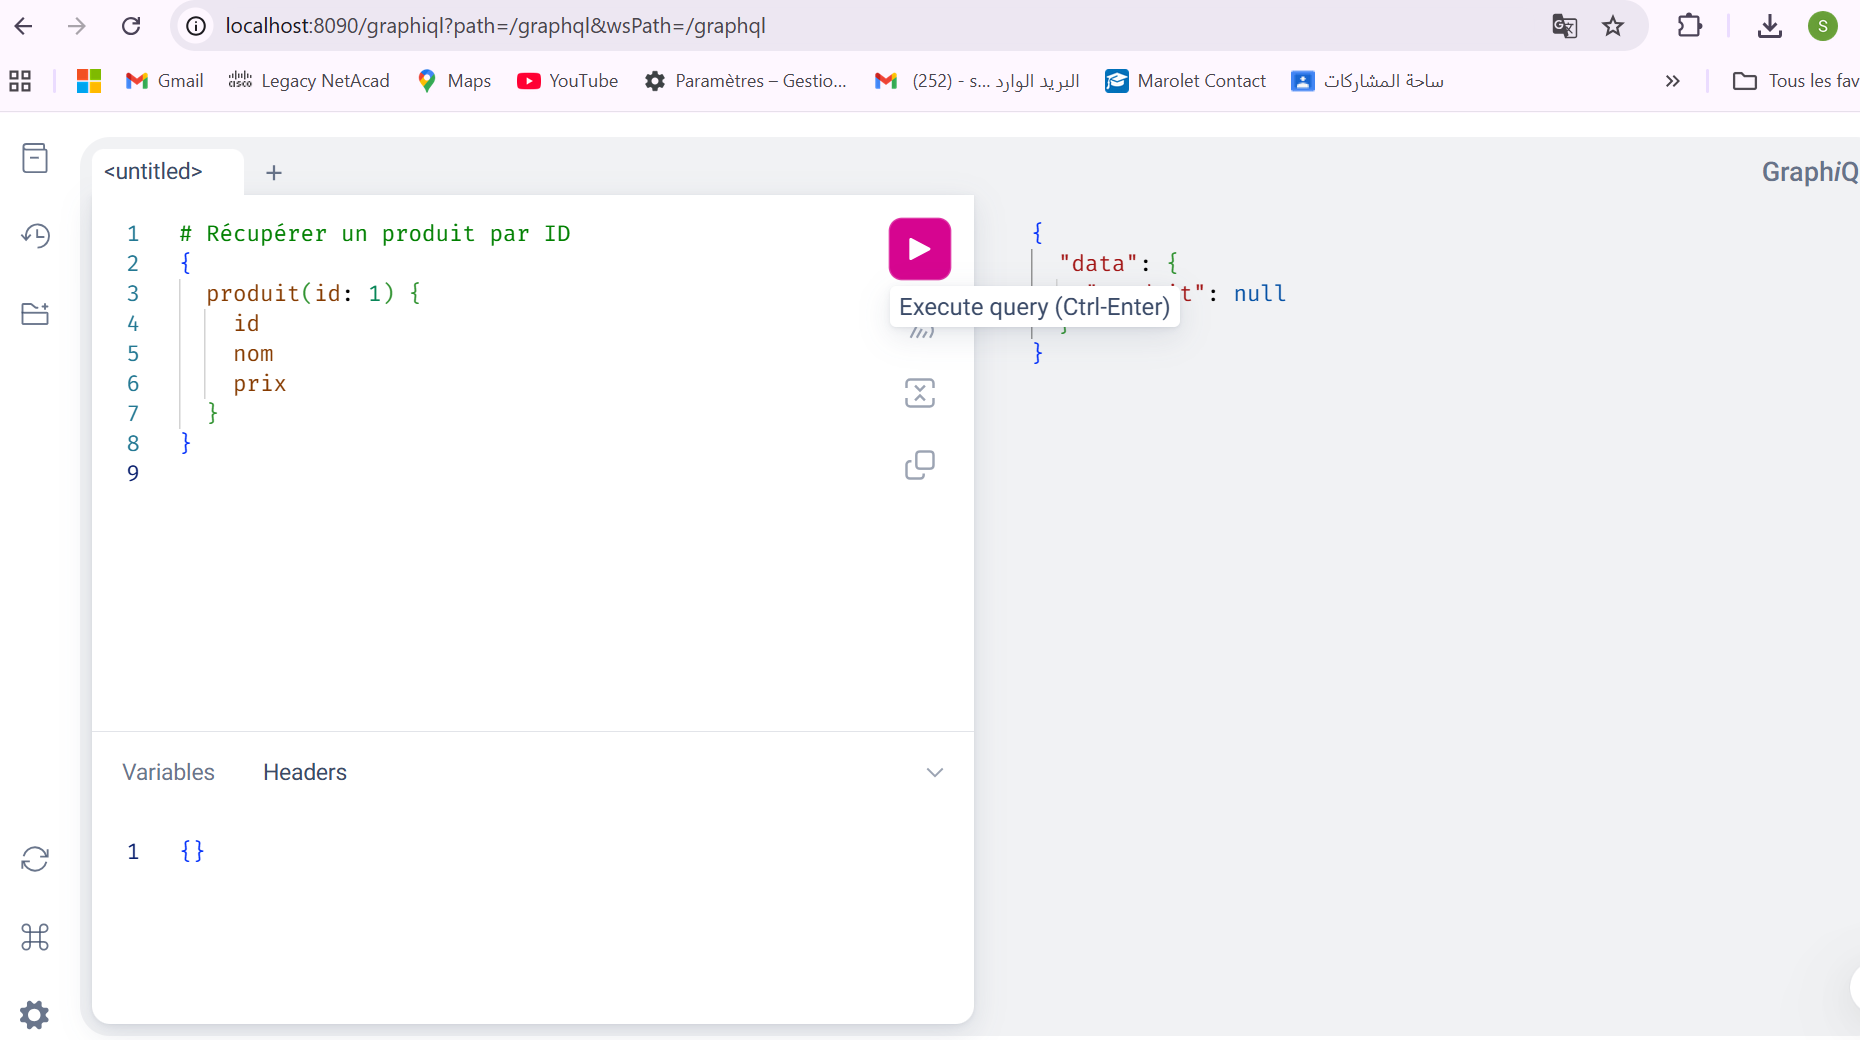 localhost:8090/graphiql?path=/graphql&wsPath=/graphql
Gmail Legacy NetAcad Maps YouTube Paramètres – Gestio... البريد الوارد (252) - s... Marolet Contact ساحة المشاركات » Tous les fav
S
<untitled> +
GraphiQ
1 # Récupérer un produit par ID
2 {
3 produit(id: 1) {
4 id
5 nom
6 prix
7 }
8 }
9
Execute query (Ctrl-Enter)
{
"data": {
t": null
}
}
Variables Headers
1 {}